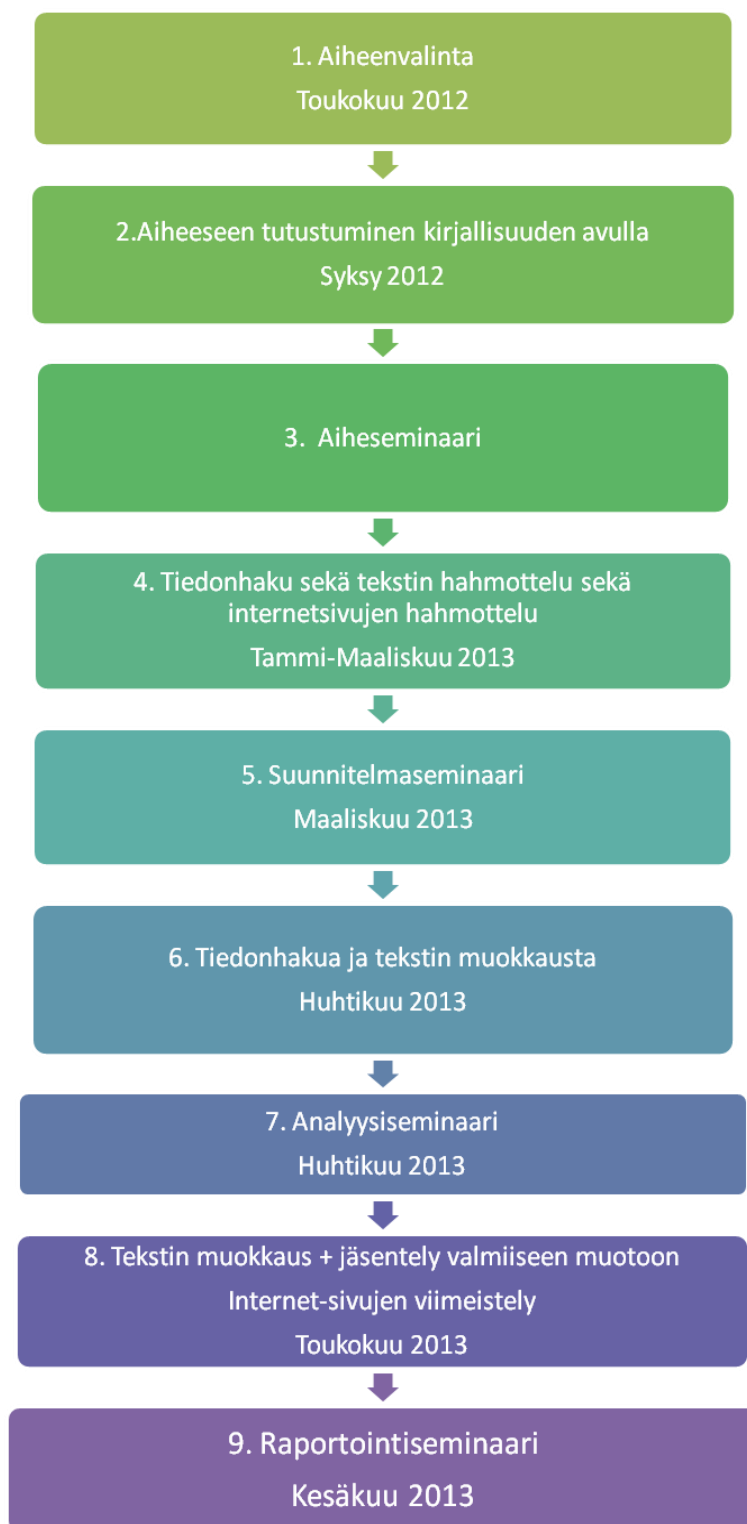 1. Aiheenvalinta
Toukokuu 2012
2.Aiheeseen tutustuminen kirjallisuuden avulla
Syksy 2012
3. Aiheseminaari
4. Tiedonhaku sekä tekstin hahmottelu sekä
internetsivujen hahmottelu
Tammi-Maaliskuu 2013
5. Suunnitelmaseminaari
Maaliskuu 2013
6. Tiedonhakua ja tekstin muokkausta
Huhtikuu 2013
7. Analyysiseminaari
Huhtikuu 2013
8. Tekstin muokkaus + jäsentely valmiiseen muotoon
Internet-sivujen viimeistely
Toukokuu 2013
9. Raportointiseminaari
Kesäkuu 2013